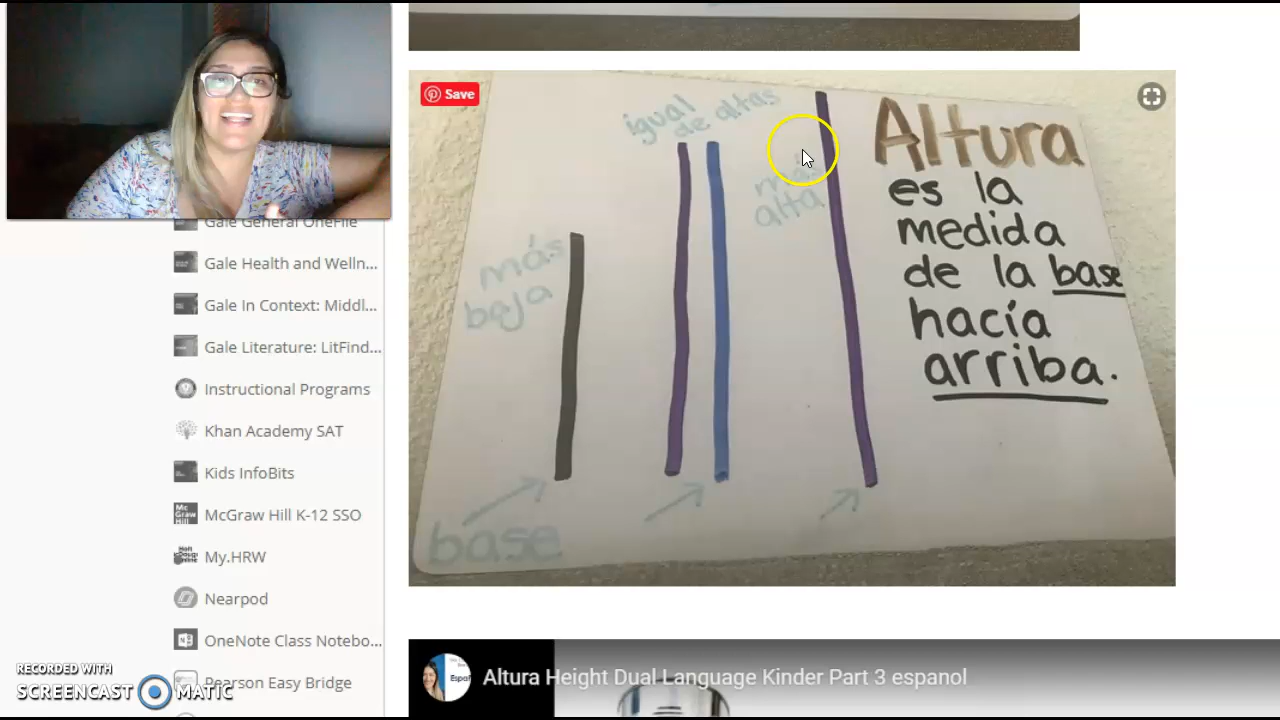 Save
igual
de altas
más
alta
más
baja
base
Altura
es la
medida
de la base
hacía
arriba.
Gale General OneFile
Gale Health and Welln...
Gale In Context: Middl...
Gale Literature: LitFind...
Instructional Programs
Khan Academy SAT
Kids InfoBits
McGraw Hill K-12 SSO
My.HRW
Nearpod
OneNote Class Notebo...
Pearson Easy Bridge
RECORDED WITH
SCREENCAST MATIC
Altura Height Dual Language Kinder Part 3 espanol